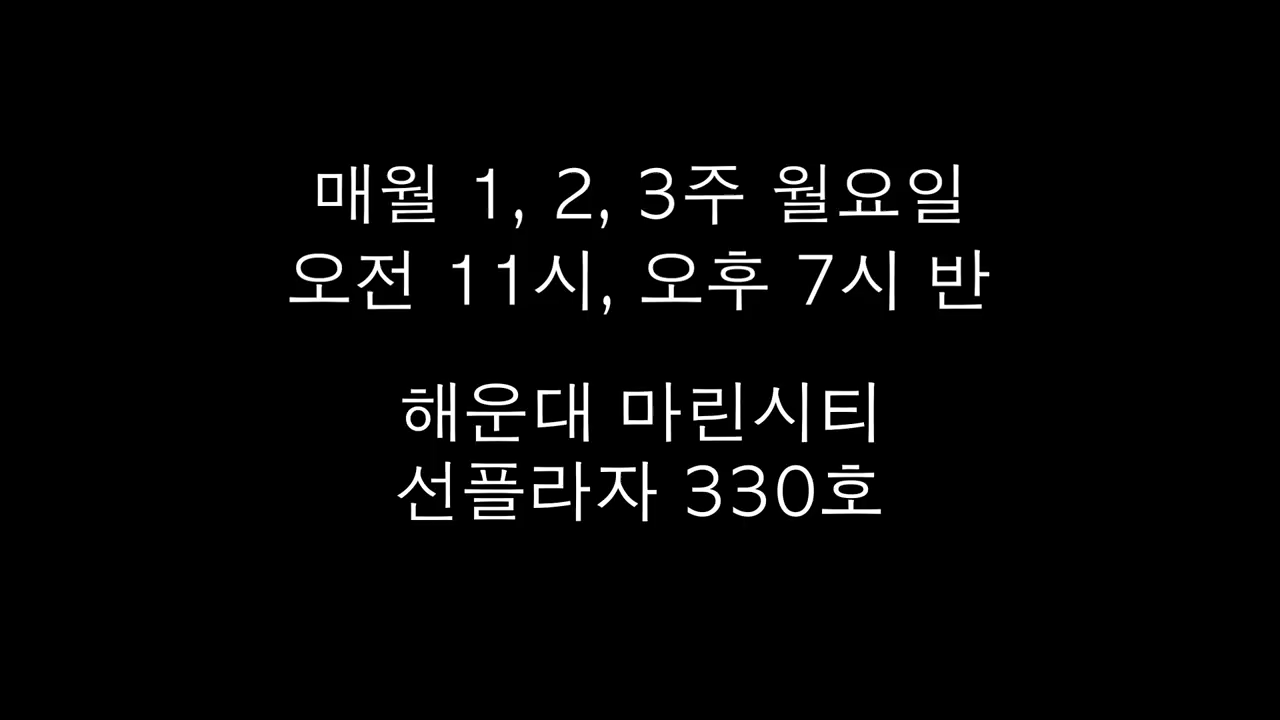 매월 1, 2, 3주 월요일
오전 11시, 오후 7시 반
해운대 마린시티
선플라자 330호